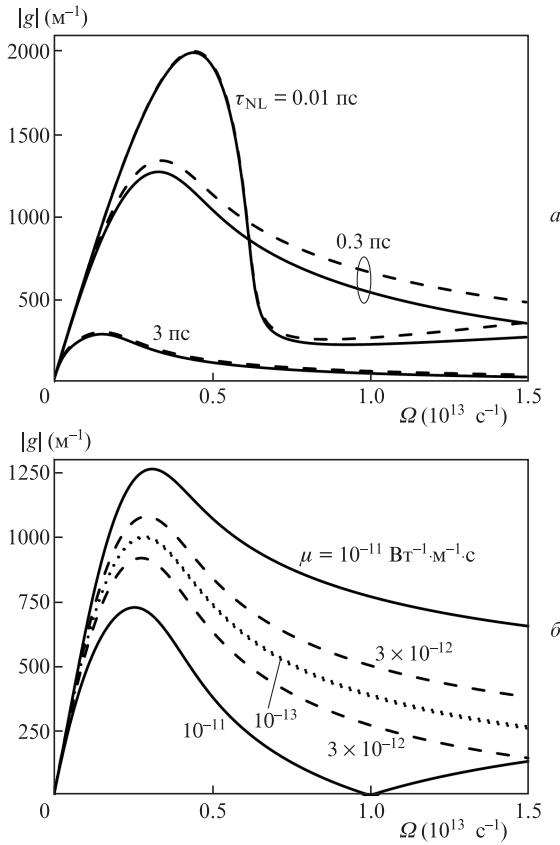 |g| (м⁻¹)
2000
τNL = 0.01 пс
1500
1000
а
0.3 пс
500
3 пс
0
0.5
1.0
1.5
Ω (10¹³ с⁻¹)
|g| (м⁻¹)
1250
μ = 10⁻¹¹ Вт⁻¹·м⁻¹·с
1000
750
б
3 × 10⁻¹²
500
10⁻¹³
10⁻¹¹
3 × 10⁻¹²
250
0
0.5
1.0
1.5
Ω (10¹³ с⁻¹)